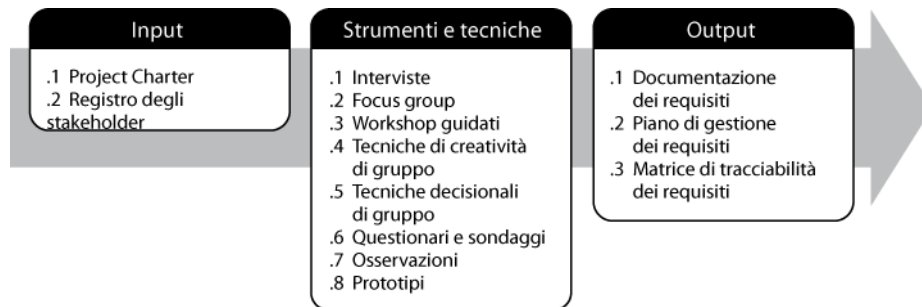 Input
.1 Project Charter
.2 Registro degli
stakeholder
Strumenti e tecniche
.1 Interviste
.2 Focus group
.3 Workshop guidati
.4 Tecniche di creatività
di gruppo
.5 Tecniche decisionali
di gruppo
.6 Questionari e sondaggi
.7 Osservazioni
.8 Prototipi
Output
.1 Documentazione
dei requisiti
.2 Piano di gestione
dei requisiti
.3 Matrice di tracciabilità
dei requisiti